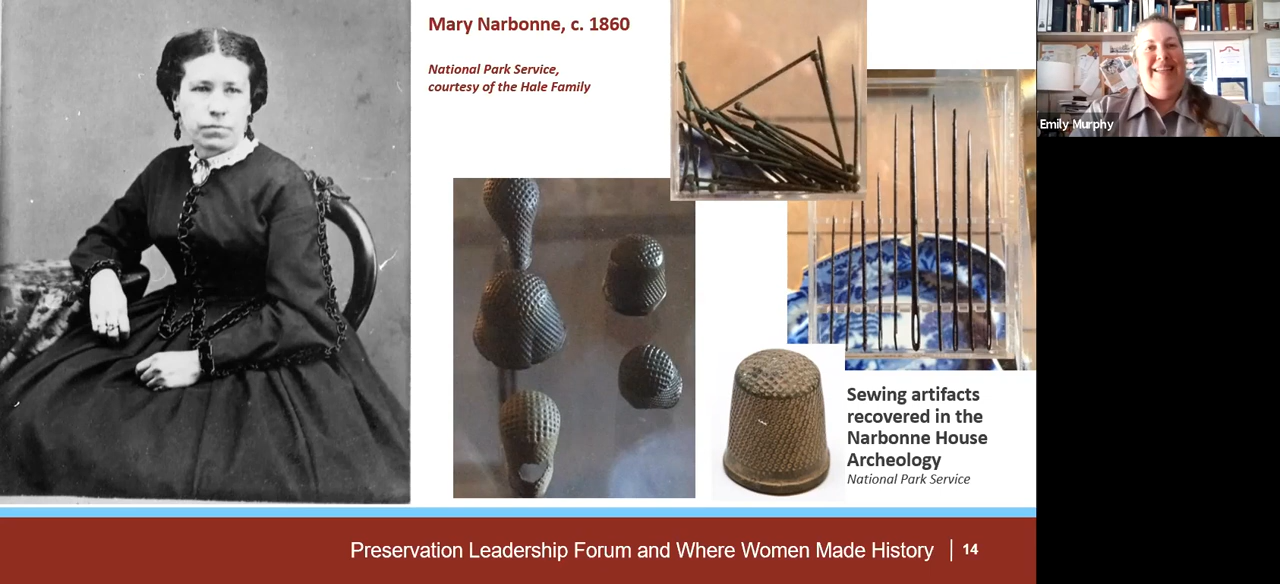 Mary Narbonne, c. 1860
National Park Service,
courtesy of the Hale Family
Emily Murphy
Sewing artifacts
recovered in the
Narbonne House
Archeology
National Park Service
Preservation Leadership Forum and Where Women Made History | 14